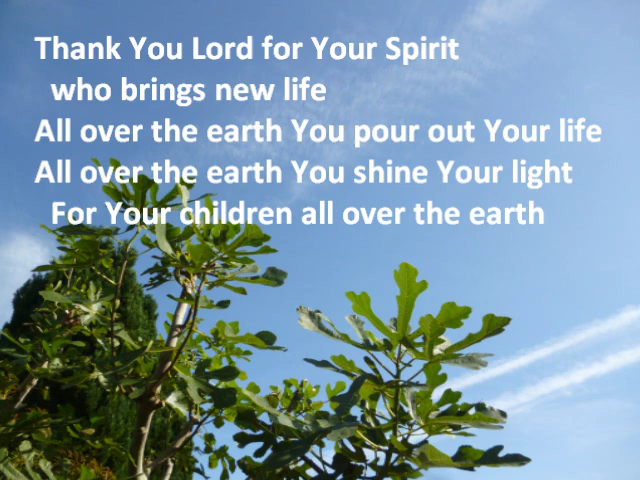 Thank You Lord for Your Spirit
who brings new life
All over the earth You pour out Your life
All over the earth You shine Your light
For Your children all over the earth